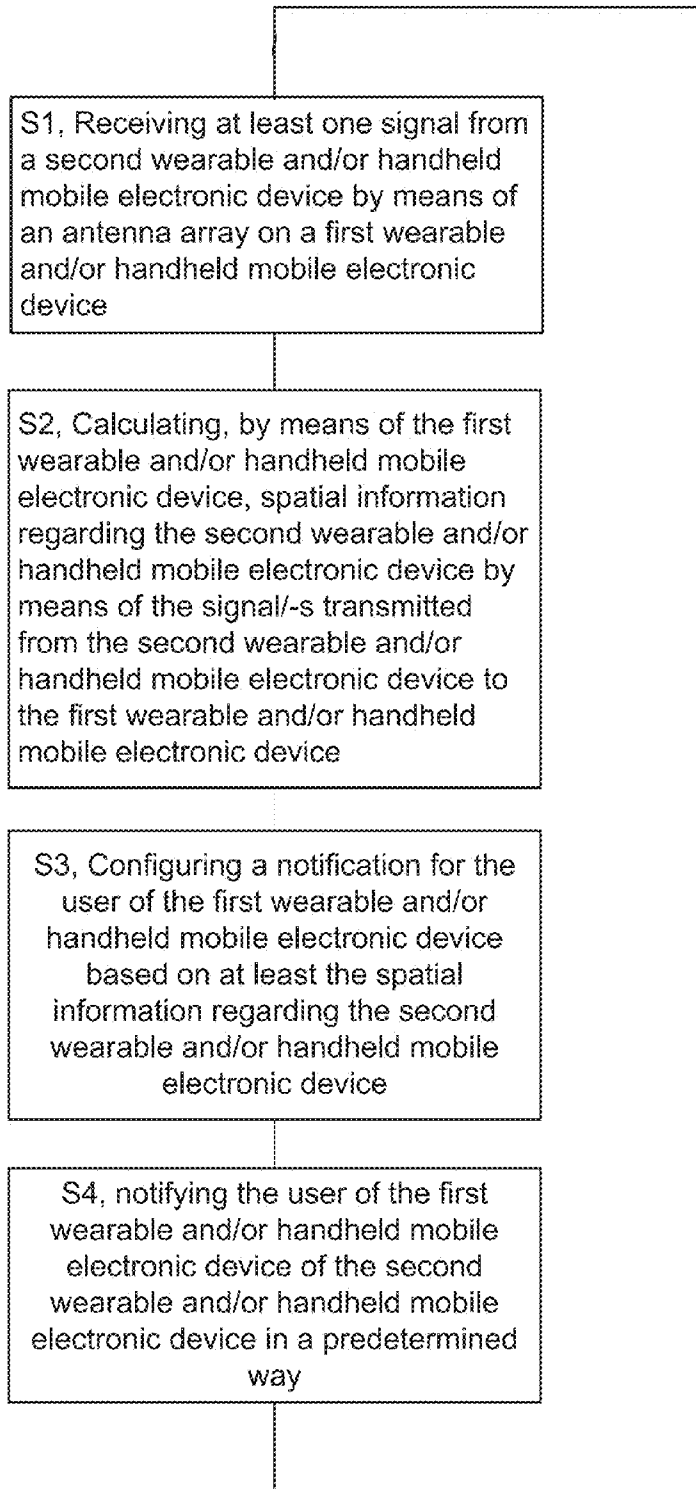 S1, Receiving at least one signal from
a second wearable and/or handheld
mobile electronic device by means of
an antenna array on a first wearable
and/or handheld mobile electronic
device
S2, Calculating, by means of the first
wearable and/or handheld mobile
electronic device, spatial information
regarding the second wearable and/or
handheld mobile electronic device by
means of the signal/-s transmitted
from the second wearable and/or
handheld mobile electronic device to
the first wearable and/or handheld
mobile electronic device
S3, Configuring a notification for the
user of the first wearable and/or
handheld mobile electronic device
based on at least the spatial
information regarding the second
wearable and/or handheld mobile
electronic device
S4, notifying the user of the first
wearable and/or handheld mobile
electronic device of the second
wearable and/or handheld mobile
electronic device in a predetermined
way